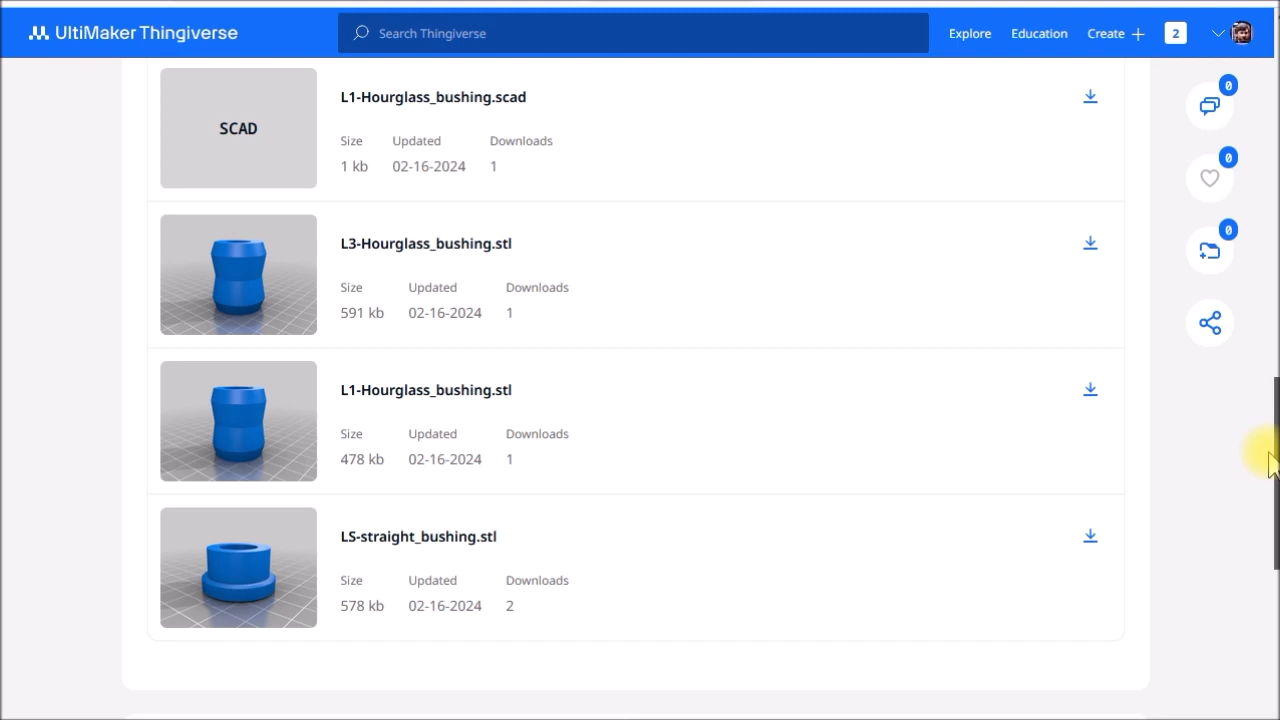 UltiMaker Thingiverse
Search Thingiverse
Explore Education Create 2
L1-Hourglass_bushing.scad
SCAD
Size Updated Downloads
1 kb 02-16-2024 1
L3-Hourglass_bushing.stl
Size Updated Downloads
591 kb 02-16-2024 1
L1-Hourglass_bushing.stl
Size Updated Downloads
478 kb 02-16-2024 1
LS-straight_bushing.stl
Size Updated Downloads
578 kb 02-16-2024 2
0
0
0